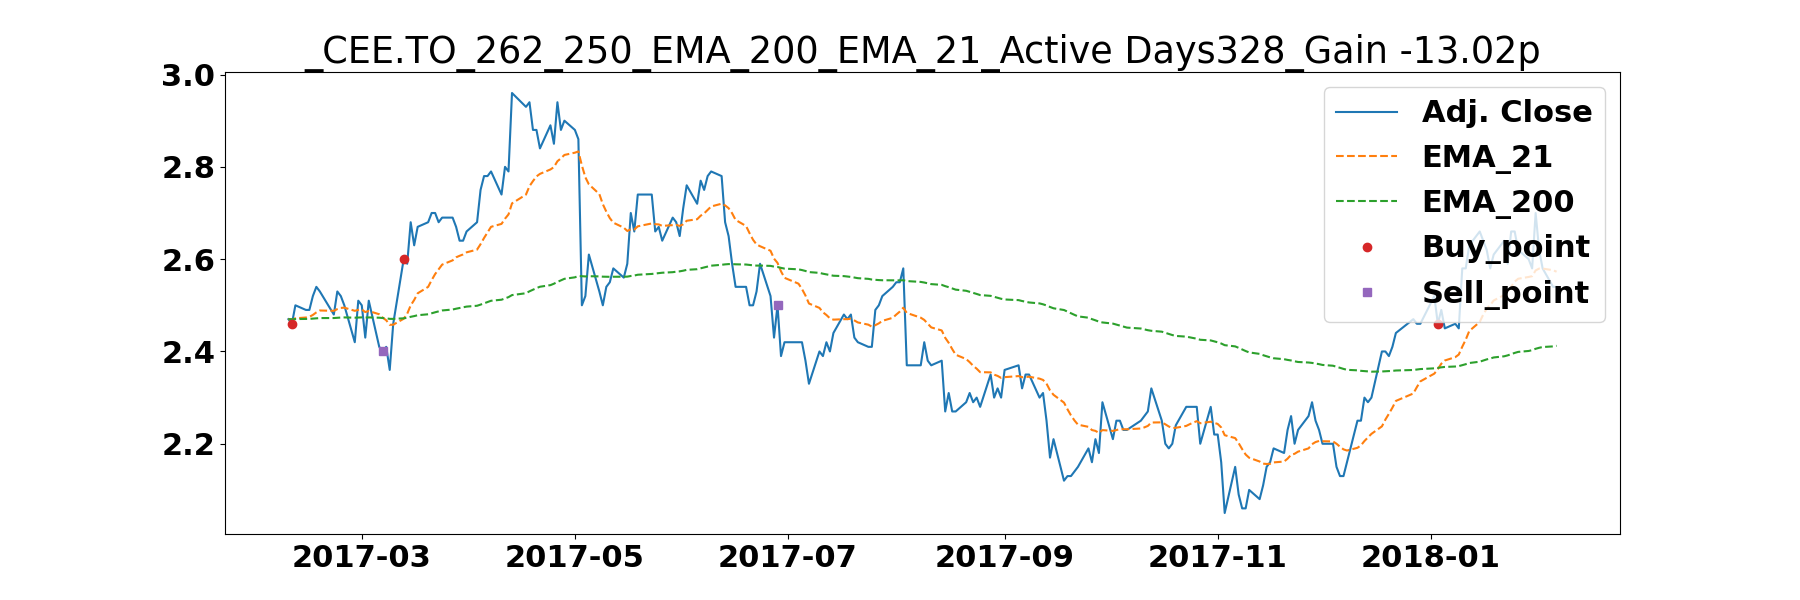 _CEE.TO_262_250_EMA_200_EMA_21_Active Days328_Gain -13.02p
3.0
2.8
2.6
2.4
2.2
Adj. Close
EMA_21
EMA_200
Buy_point
Sell_point
2017-03 2017-05 2017-07 2017-09 2017-11 2018-01